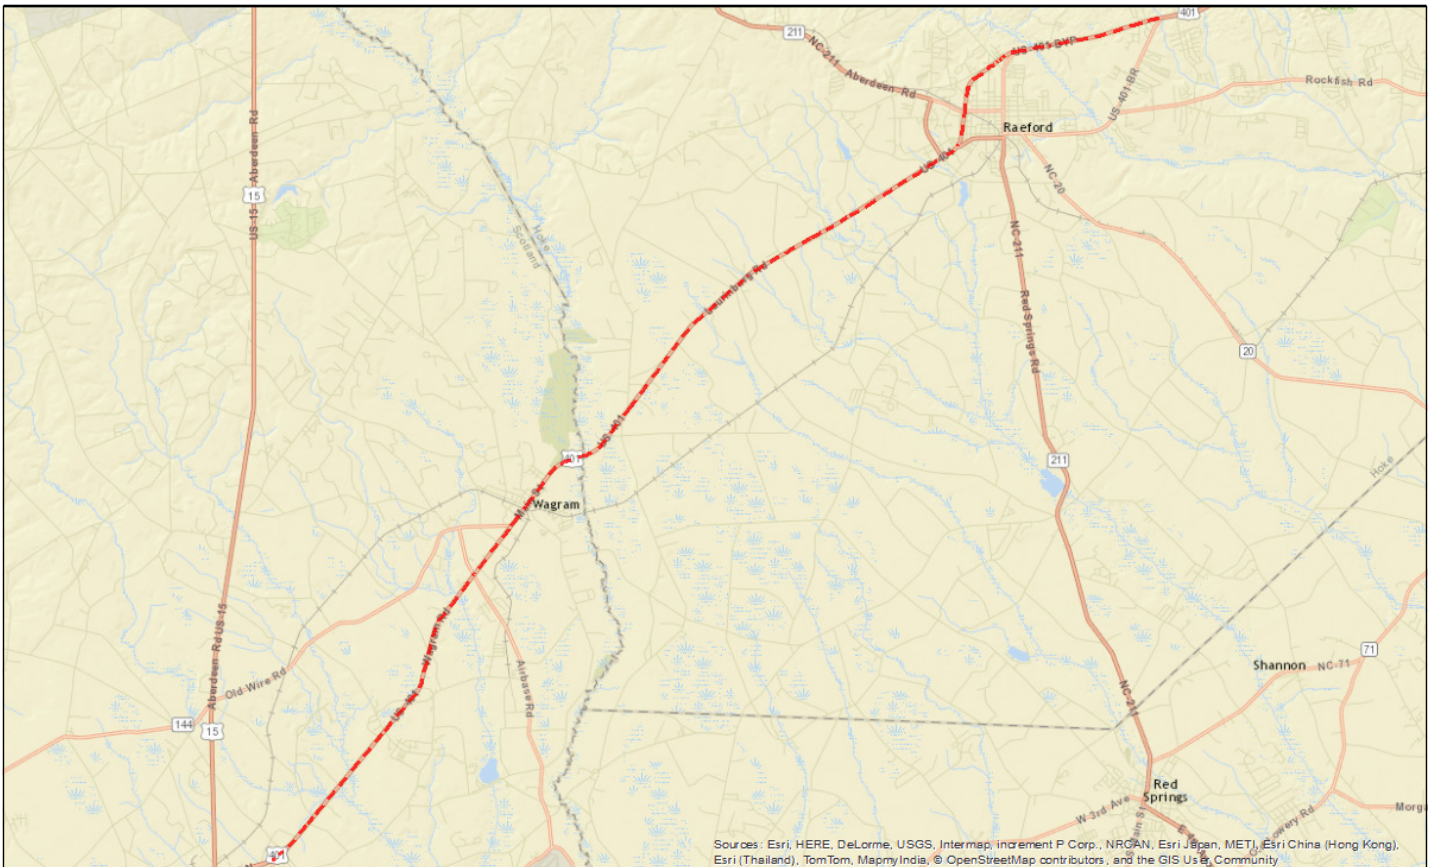 401
211
US-401 BYP
NC-211
Aberdeen Rd
US-401-BR
Rockfish Rd
Raeford
Aberdeen Rd
15
US-15
US-401
NC-20
NC-211
Hoke
Scotland
Laurinburg Rd
Red Springs Rd
20
US-401
401
211
Hoke
Main St
Wagram
Wagram Rd
Aberdeen Rd US-15
Old Wire Rd
Airbase Rd
US-401
144
15
Shannon
NC-71
71
NC-211
Red
Springs
W 3rd Ave
401
Sources: Esri, HERE, DeLorme, USGS, Intermap, increment P Corp., NRCAN, Esri Japan, METI, Esri China (Hong Kong),
Esri (Thailand), TomTom, MapmyIndia, © OpenStreetMap contributors, and the GIS User Community